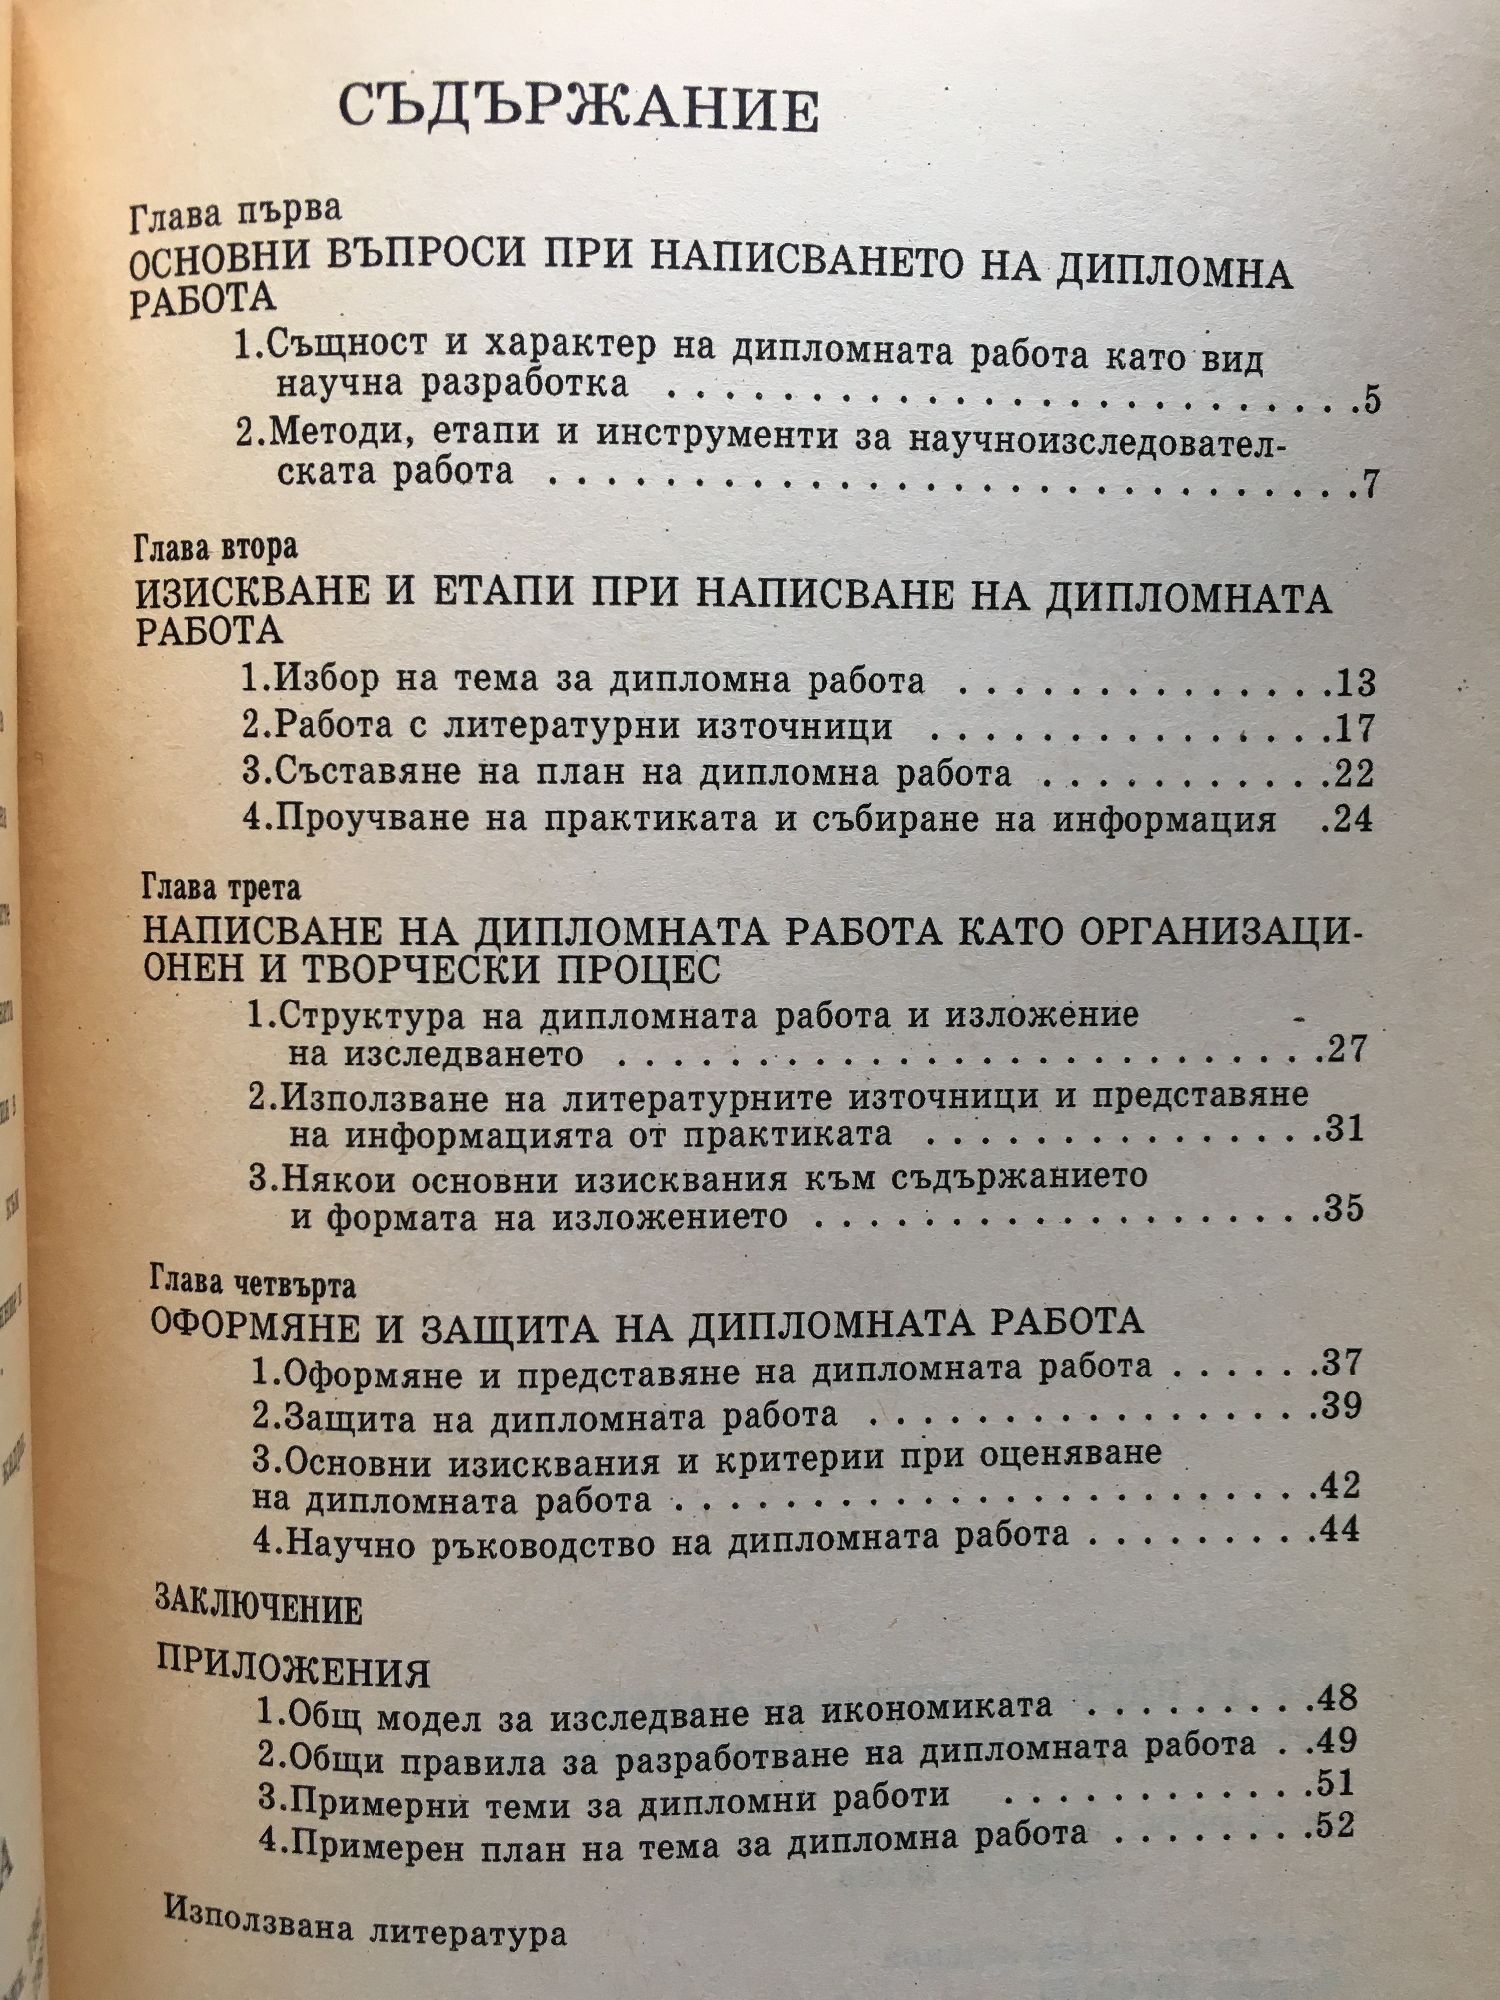 СЪДЪРЖАНИЕ
Глава първа
ОСНОВНИ ВЪПРОСИ ПРИ НАПИСВАНЕТО НА ДИПЛОМНА
РАБОТА
1.Същност и характер на дипломната работа като вид
научна разработка . . . . . . . . . . . . . . . . . . . . . . . . .5
2.Методи, етапи и инструменти за научноизследовател-
ската работа . . . . . . . . . . . . . . . . . . . . . . . . . . . . .7
Глава втора
ИЗИСКВАНЕ И ЕТАПИ ПРИ НАПИСВАНЕ НА ДИПЛОМНАТА
РАБОТА
1.Избор на тема за дипломна работа . . . . . . . . . . . . . .13
2.Работа с литературни източници . . . . . . . . . . . . . . .17
3.Съставяне на план на дипломна работа . . . . . . . . . . .22
4.Проучване на практиката и събиране на информация .24
Глава трета
НАПИСВАНЕ НА ДИПЛОМНАТА РАБОТА КАТО ОРГАНИЗАЦИ-
ОНЕН И ТВОРЧЕСКИ ПРОЦЕС
1.Структура на дипломната работа и изложение
на изследването . . . . . . . . . . . . . . . . . . . . . . . . . .27
2.Използване на литературните източници и представяне
на информацията от практиката . . . . . . . . . . . . . . .31
3.Някои основни изисквания към съдържанието
и формата на изложението . . . . . . . . . . . . . . . . . . .35
Глава четвърта
ОФОРМЯНЕ И ЗАЩИТА НА ДИПЛОМНАТА РАБОТА
1.Оформяне и представяне на дипломната работа . . . . . .37
2.Защита на дипломната работа . . . . . . . . . . . . . . . . .39
3.Основни изисквания и критерии при оценяване
на дипломната работа . . . . . . . . . . . . . . . . . . . . . . .42
4.Научно ръководство на дипломната работа . . . . . . . . .44
ЗАКЛЮЧЕНИЕ
ПРИЛОЖЕНИЯ
1.Общ модел за изследване на икономиката . . . . . . . . .48
2.Общи правила за разработване на дипломната работа . .49
3.Примерни теми за дипломни работи . . . . . . . . . . . .51
4.Примерен план на тема за дипломна работа . . . . . . . .52
Използвана литература